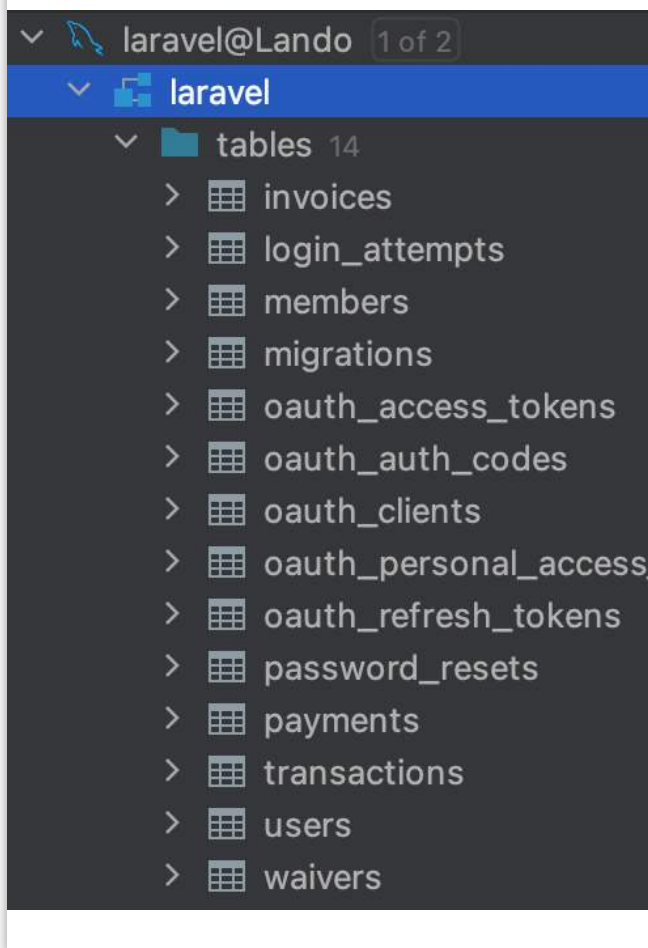 laravel@Lando 1 of 2
laravel
tables 14
invoices
login_attempts
members
migrations
oauth_access_tokens
oauth_auth_codes
oauth_clients
oauth_personal_access_
oauth_refresh_tokens
password_resets
payments
transactions
users
waivers